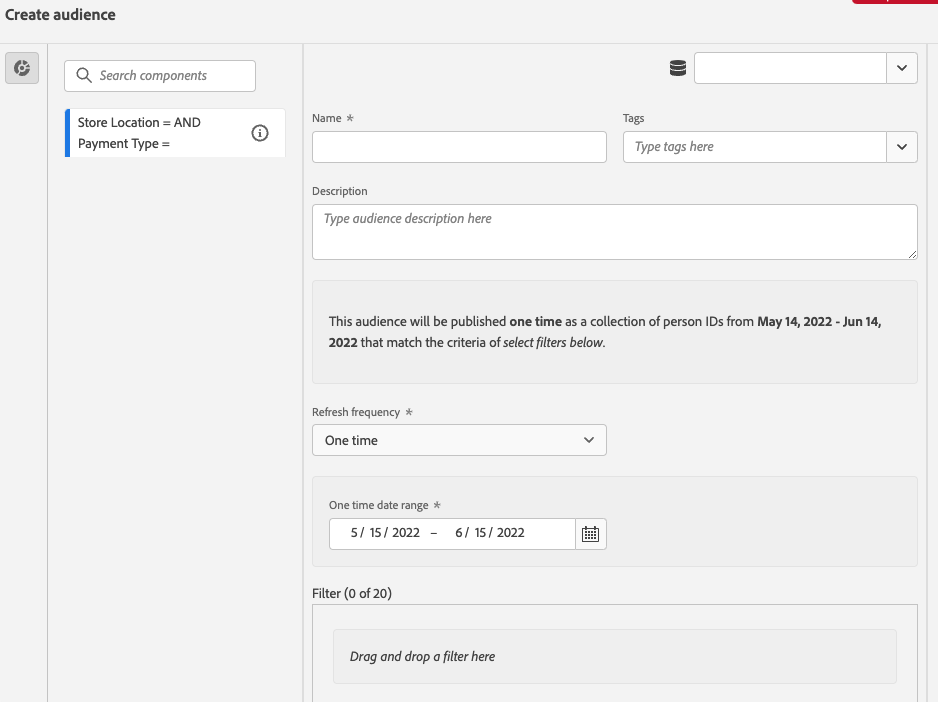 Create audience
Search components
Store Location = AND
Payment Type =
Name *
Tags
Type tags here
Description
Type audience description here
This audience will be published one time as a collection of person IDs from May 14, 2022 - Jun 14,
2022 that match the criteria of select filters below.
Refresh frequency *
One time
One time date range *
5 / 15 / 2022 – 6 / 15 / 2022
Filter (0 of 20)
Drag and drop a filter here